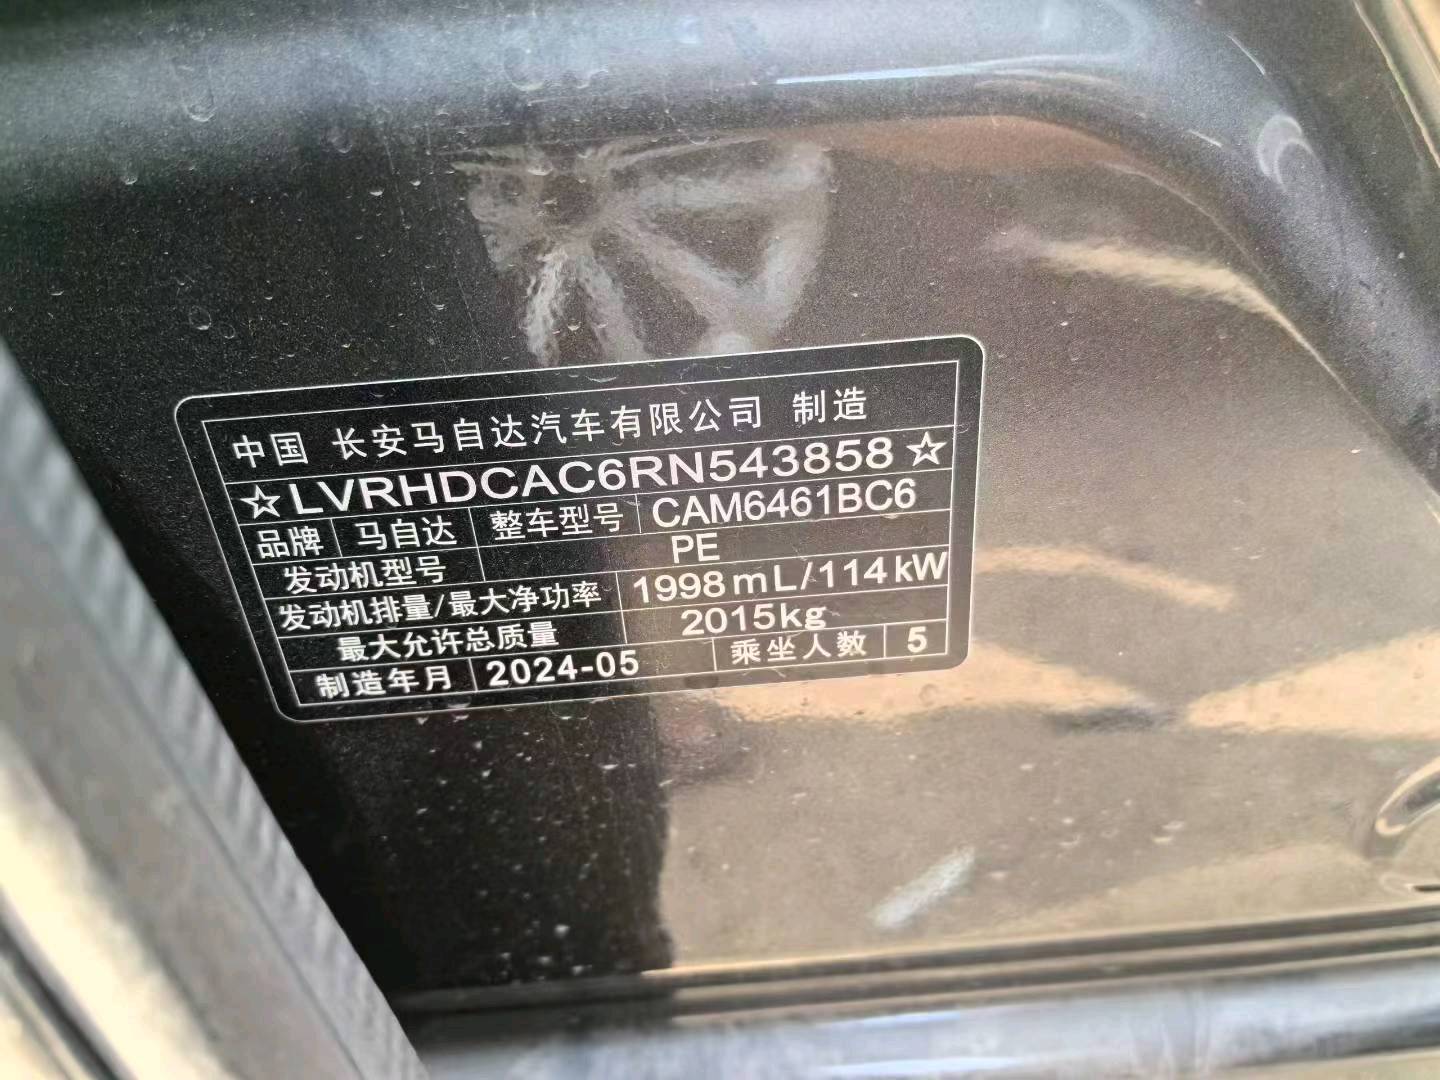 中国 长安马自达汽车有限公司 制造
☆LVRHDCAC6RN543858☆
品牌 马自达 整车型号 CAM6461BC6
发动机型号 PE
发动机排量/最大净功率 1998mL/114kW
最大允许总质量 2015kg
制造年月 2024-05 乘坐人数 5